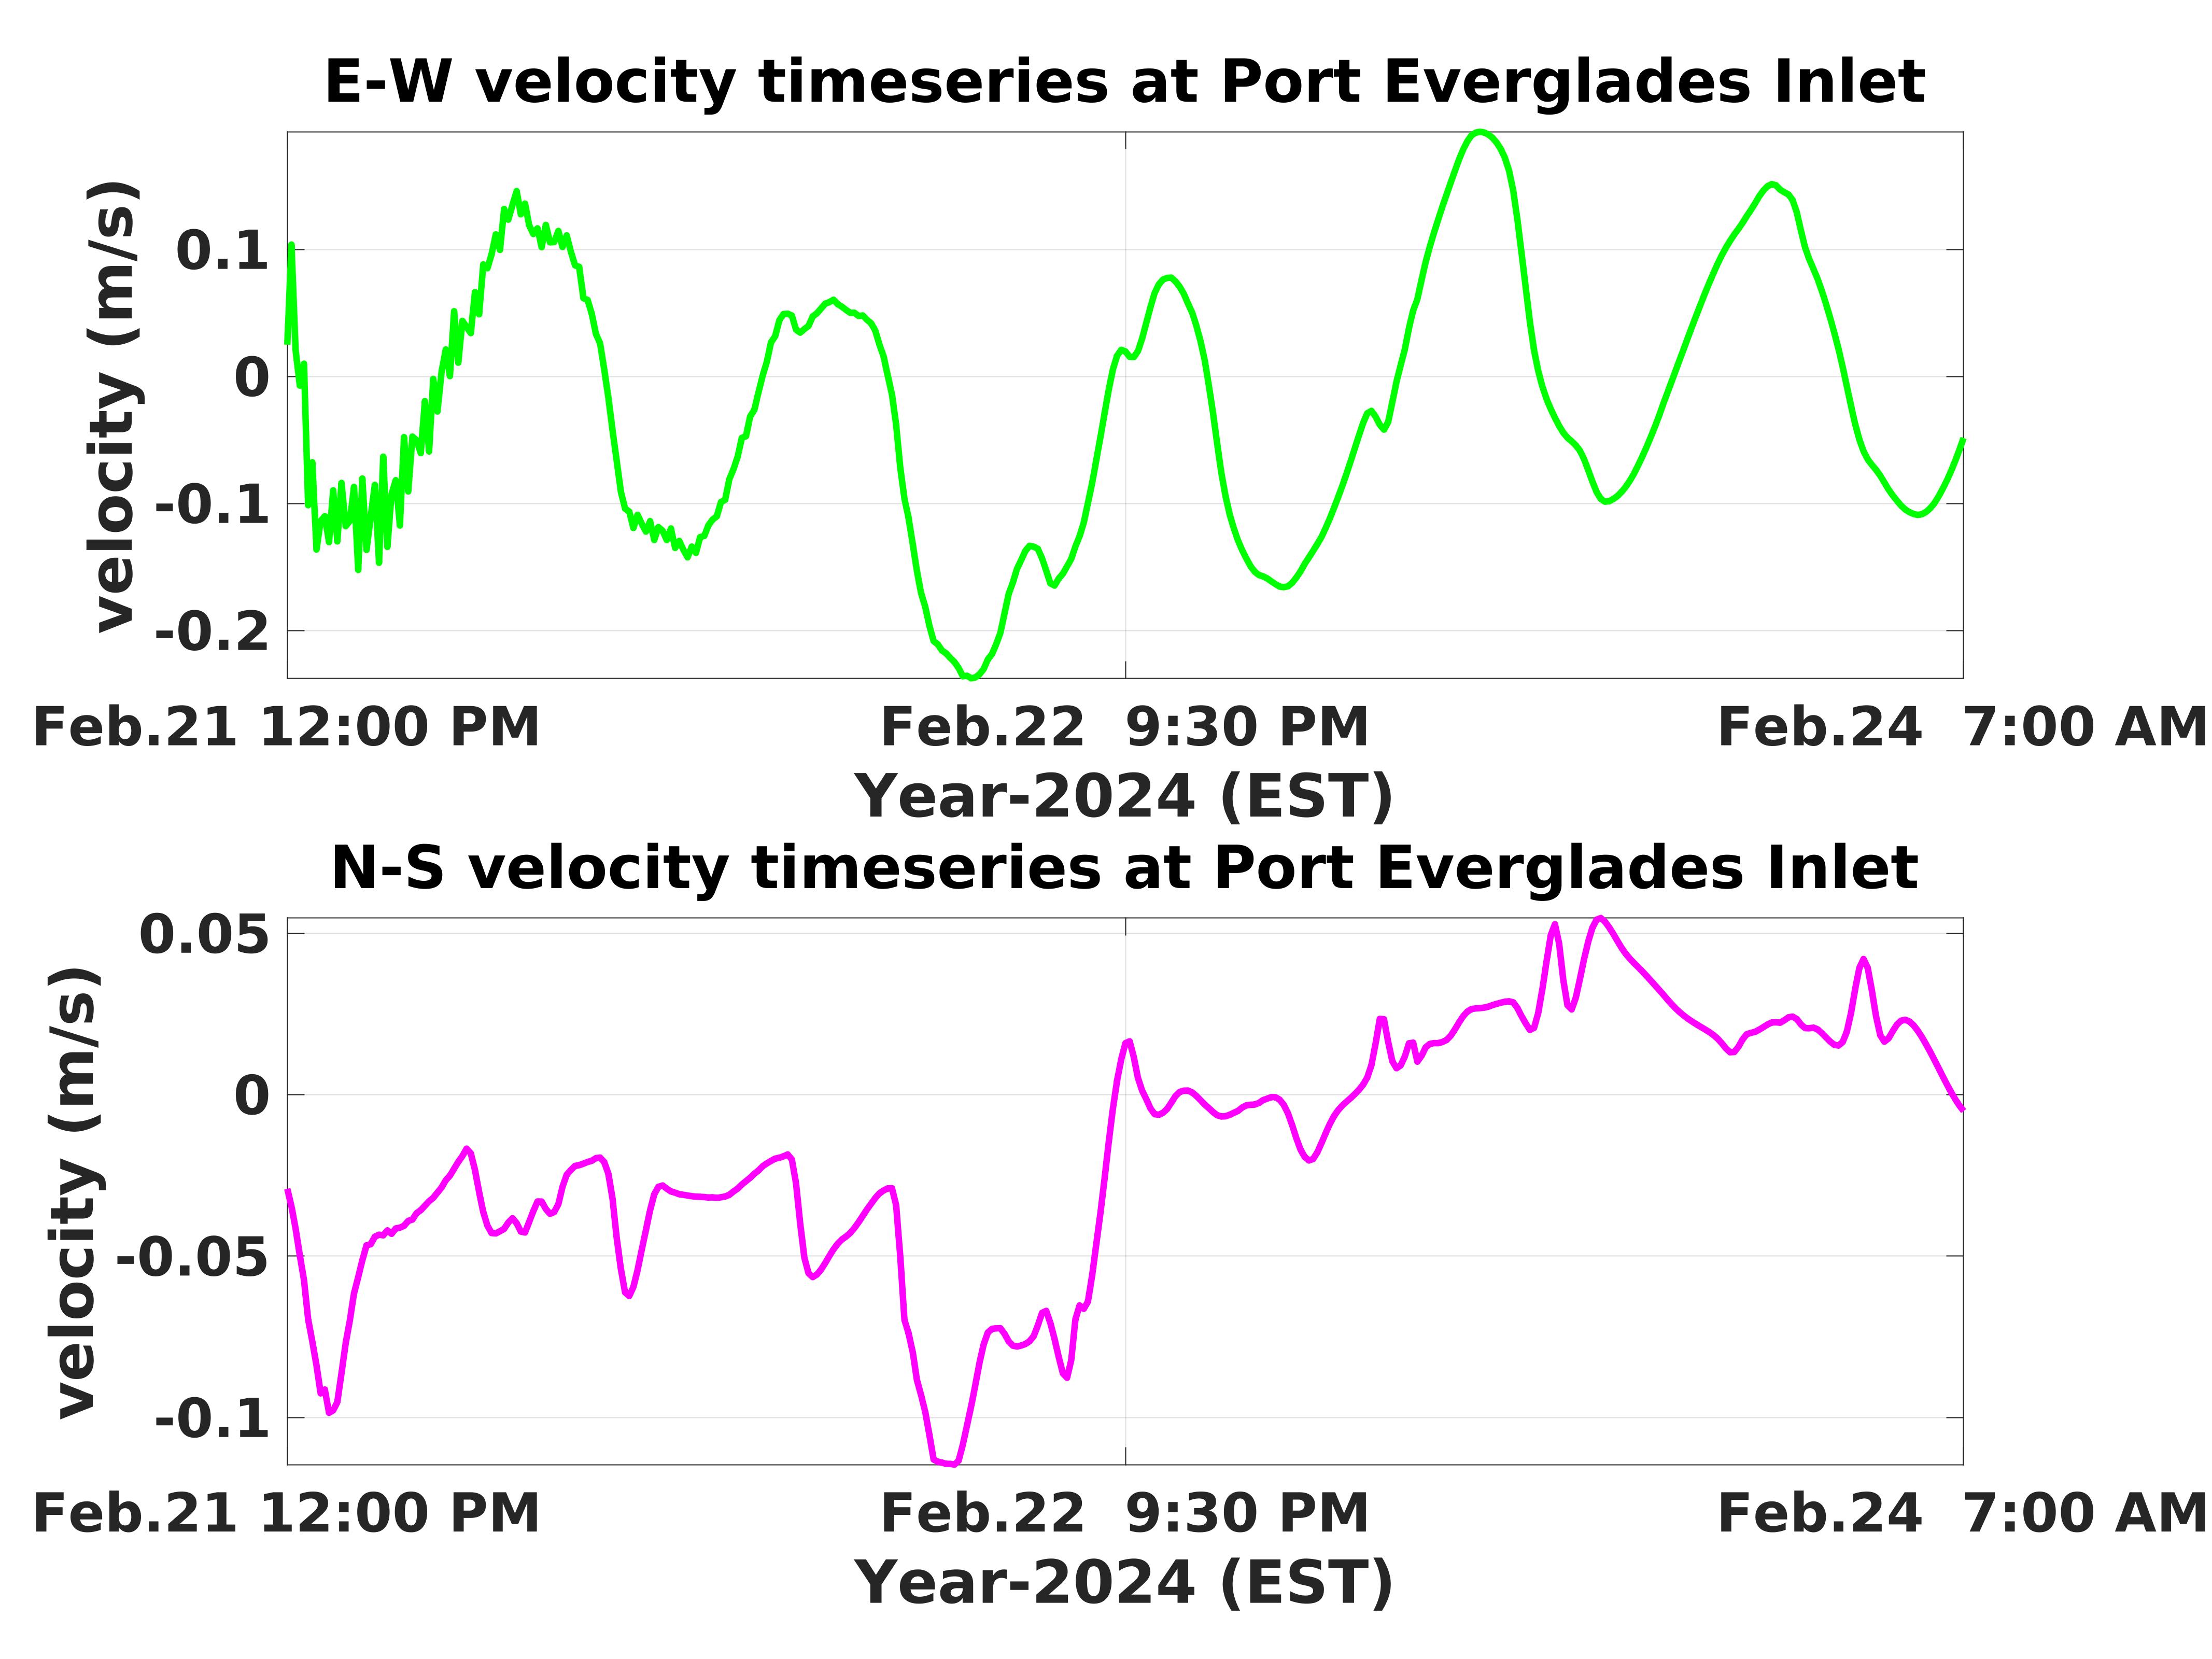 E-W velocity timeseries at Port Everglades Inlet
velocity (m/s)
0.1
0
-0.1
-0.2
Feb.21 12:00 PM Feb.22 9:30 PM Feb.24 7:00 AM
Year-2024 (EST)
N-S velocity timeseries at Port Everglades Inlet
velocity (m/s)
0.05
0
-0.05
-0.1
Feb.21 12:00 PM Feb.22 9:30 PM Feb.24 7:00 AM
Year-2024 (EST)